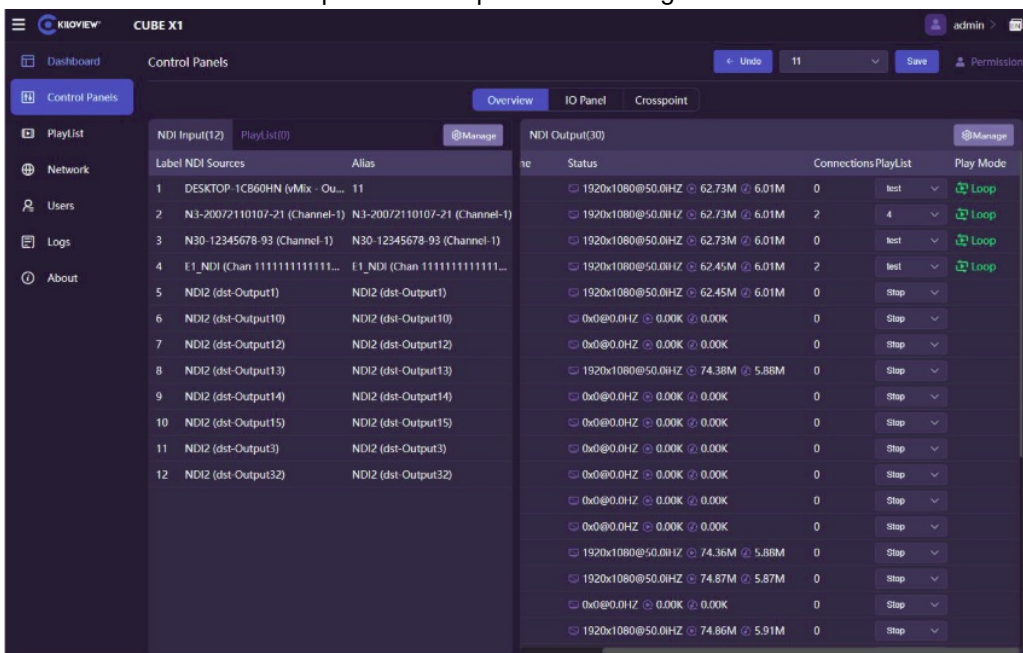 KILOVIEW CUBE X1 admin > EN
Dashboard
Control Panels
PlayList
Network
Users
Logs
About
Control Panels ← Undo 11 Save Permission
Overview IO Panel Crosspoint
NDI Input(12) PlayList(0) Manage
Label NDI Sources Alias
1 DESKTOP-1CB60HN (vMix - Ou... 11
2 N3-20072110107-21 (Channel-1) N3-20072110107-21 (Channel-1)
3 N30-12345678-93 (Channel-1) N30-12345678-93 (Channel-1)
4 E1_NDI (Chan 1111111111111... E1_NDI (Chan 1111111111111...
5 NDI2 (dst-Output1) NDI2 (dst-Output1)
6 NDI2 (dst-Output10) NDI2 (dst-Output10)
7 NDI2 (dst-Output12) NDI2 (dst-Output12)
8 NDI2 (dst-Output13) NDI2 (dst-Output13)
9 NDI2 (dst-Output14) NDI2 (dst-Output14)
10 NDI2 (dst-Output15) NDI2 (dst-Output15)
11 NDI2 (dst-Output3) NDI2 (dst-Output3)
12 NDI2 (dst-Output32) NDI2 (dst-Output32)
NDI Output(30) Manage
ne Status Connections PlayList Play Mode
1920x1080@50.0iHZ 62.73M 6.01M 0 test Loop
1920x1080@50.0iHZ 62.73M 6.01M 2 4 Loop
1920x1080@50.0iHZ 62.73M 6.01M 0 test Loop
1920x1080@50.0iHZ 62.45M 6.01M 2 test Loop
1920x1080@50.0iHZ 62.45M 6.01M 0 Stop
0x0@0.0HZ 0.00K 0.00K 0 Stop
0x0@0.0HZ 0.00K 0.00K 0 Stop
1920x1080@50.0iHZ 74.38M 5.88M 0 Stop
0x0@0.0HZ 0.00K 0.00K 0 Stop
0x0@0.0HZ 0.00K 0.00K 0 Stop
0x0@0.0HZ 0.00K 0.00K 0 Stop
0x0@0.0HZ 0.00K 0.00K 0 Stop
0x0@0.0HZ 0.00K 0.00K 0 Stop
0x0@0.0HZ 0.00K 0.00K 0 Stop
1920x1080@50.0iHZ 74.36M 5.88M 0 Stop
1920x1080@50.0iHZ 74.87M 5.87M 0 Stop
0x0@0.0HZ 0.00K 0.00K 0 Stop
1920x1080@50.0iHZ 74.86M 5.91M 0 Stop